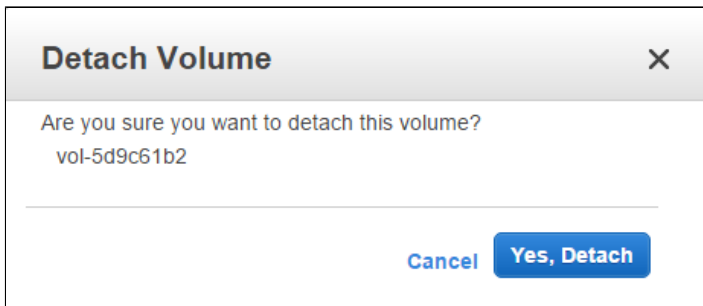 Detach Volume
Are you sure you want to detach this volume?
vol-5d9c61b2
Cancel
Yes, Detach